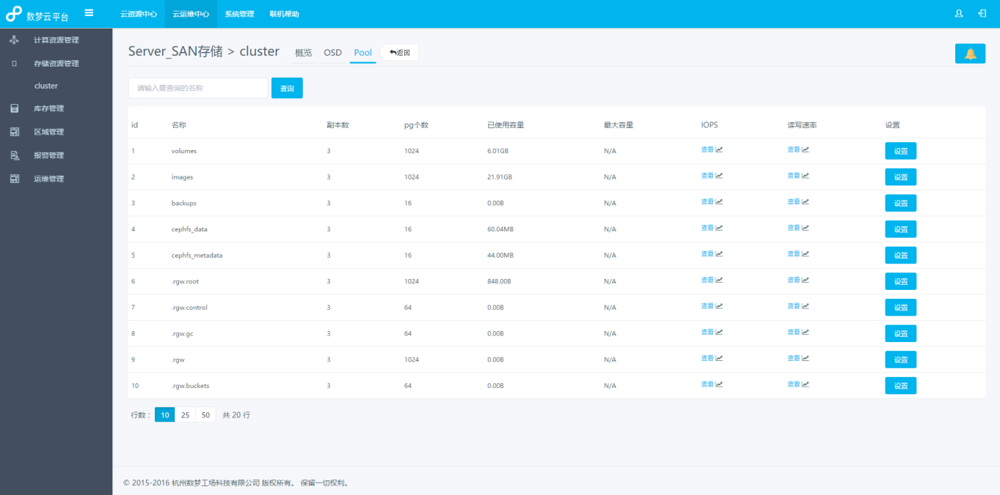 数梦云平台 云资源中心 云运维中心 系统管理 联机帮助
计算资源管理
存储资源管理
cluster
库存管理
区域管理
报警管理
运维管理
Server_SAN存储 > cluster 概览 OSD Pool 返回
请输入要查询的名称 查询
id 名称 副本数 pg个数 已使用容量 最大容量 IOPS 读写速率 设置
1 volumes 3 1024 6.01GB N/A 查看 查看 设置
2 images 3 1024 21.91GB N/A 查看 查看 设置
3 backups 3 16 0.00B N/A 查看 查看 设置
4 cephfs_data 3 16 60.04MB N/A 查看 查看 设置
5 cephfs_metadata 3 16 44.00MB N/A 查看 查看 设置
6 .rgw.root 3 1024 848.00B N/A 查看 查看 设置
7 .rgw.control 3 64 0.00B N/A 查看 查看 设置
8 .rgw.gc 3 64 0.00B N/A 查看 查看 设置
9 .rgw 3 1024 0.00B N/A 查看 查看 设置
10 .rgw.buckets 3 64 0.00B N/A 查看 查看 设置
行数： 10 25 50 共 20 行
© 2015-2016 杭州数梦工场科技有限公司 版权所有。 保留一切权利。